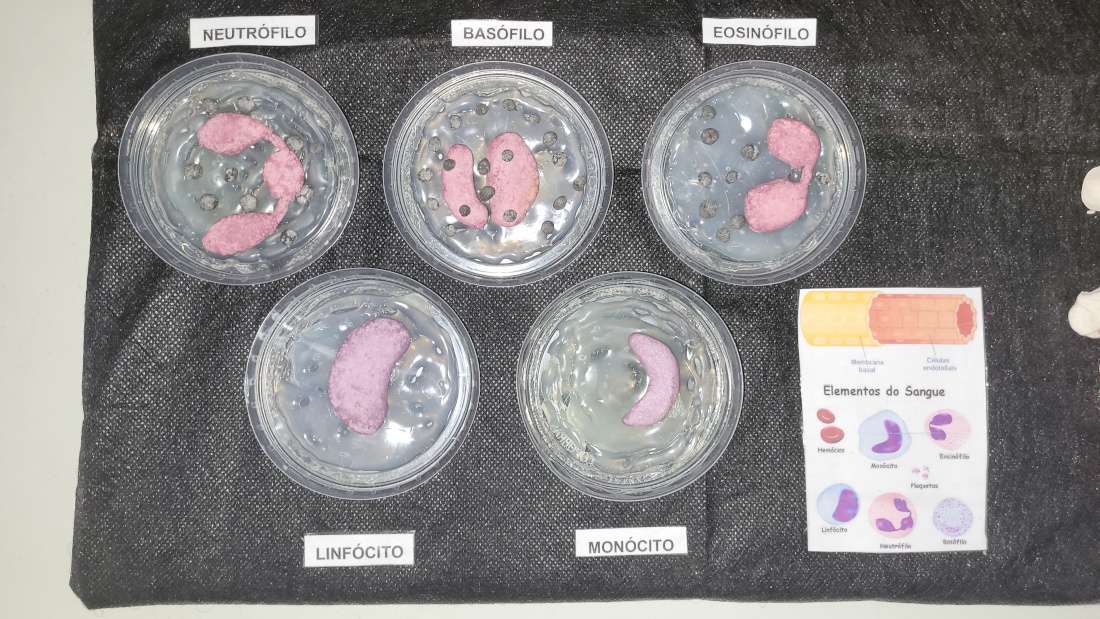 NEUTRÓFILO
BASÓFILO
EOSINÓFILO
LINFÓCITO
MONÓCITO
Membrana
basal
Células
endoteliais
Elementos do Sangue
Hemácias
Monócito
Eosinófilo
Plaquetas
Linfócito
Neutrófilo
Basófilo